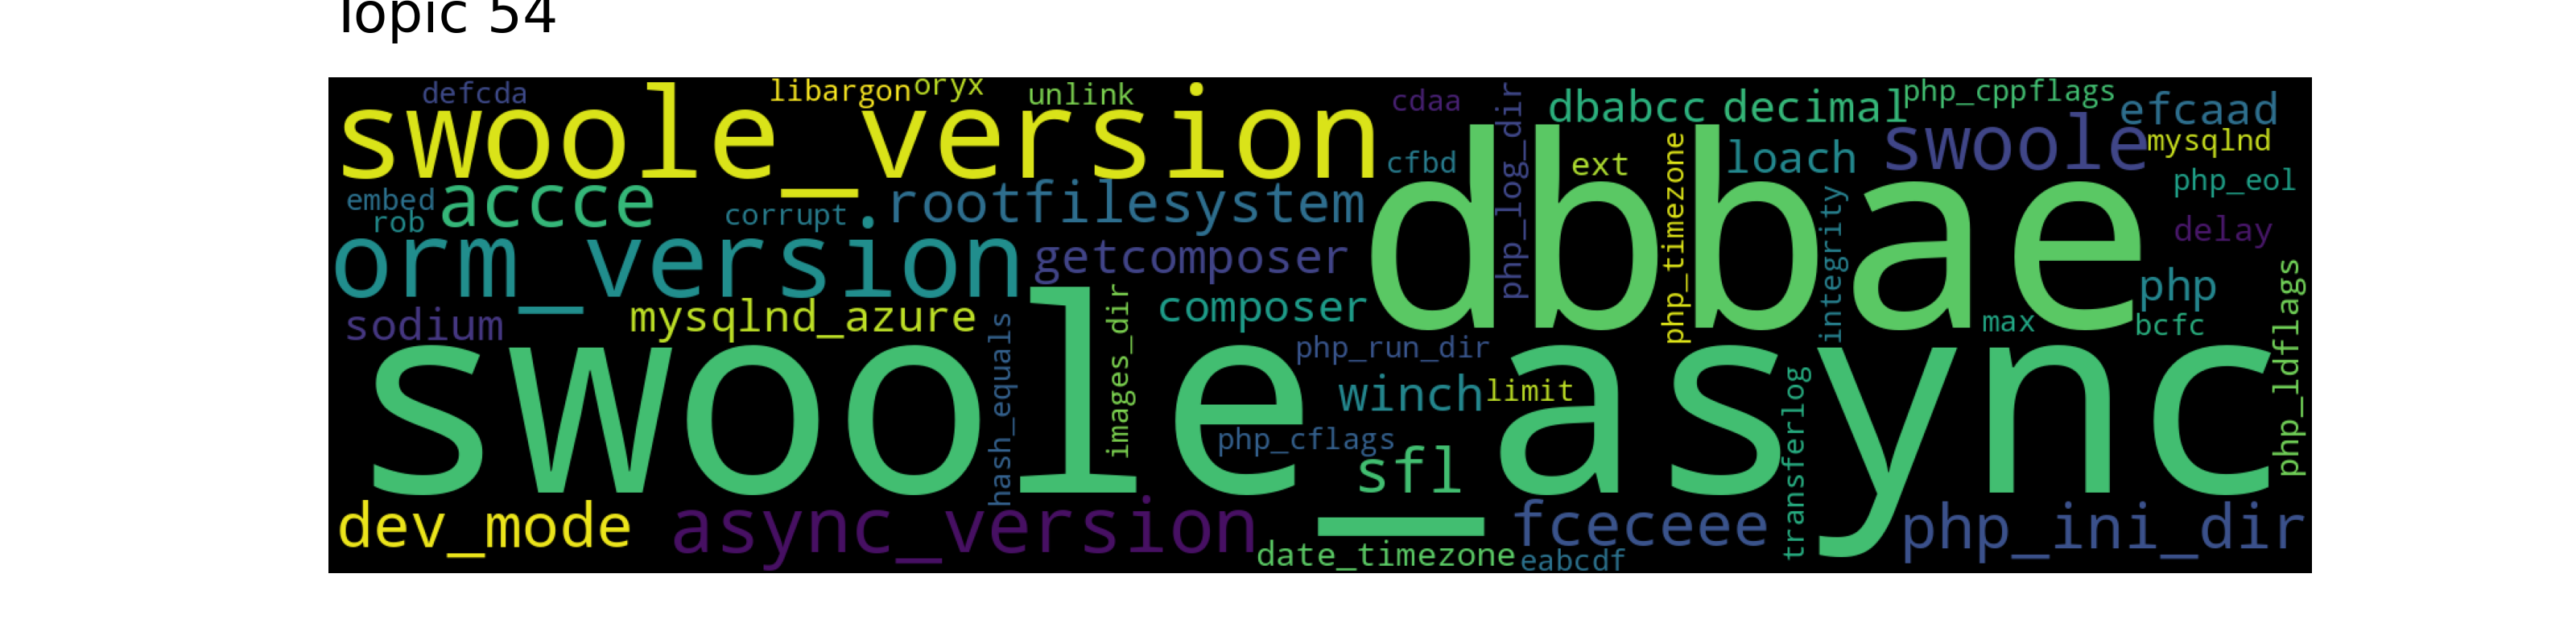 Topic 54
defcda
libargon
oryx
unlink
cdaa
php_log_dir
dbabcc
decimal
php_cppflags
efcaad
swoole_version
swoole
mysqlnd
cfbd
ext
php_timezone
loach
php_eol
embed
accce
rob
corrupt
rootfilesystem
dbbae
integrity
delay
orm_version
getcomposer
php
sodium
mysqlnd_azure
composer
max
bcfc
php_ldflags
hash_equals
images_dir
php_run_dir
swoole_async
winch
limit
php_cflags
sfl
transferlog
dev_mode
async_version
fceceee
php_ini_dir
date_timezone
eabcdf